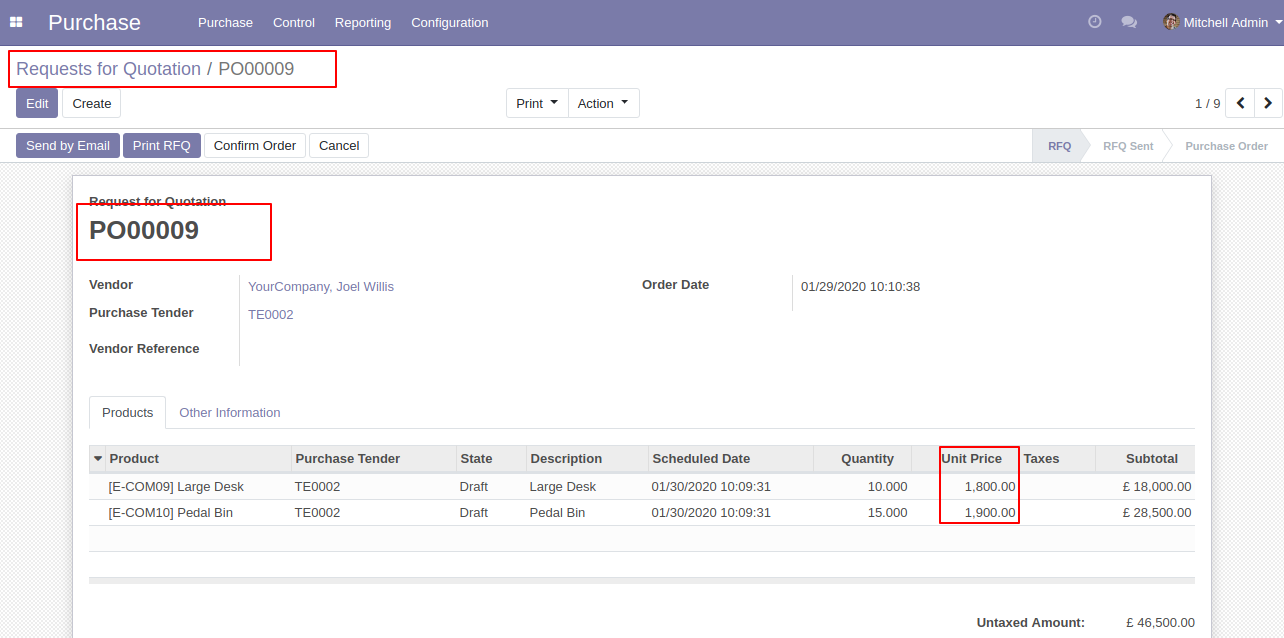 Purchase Purchase Control Reporting Configuration Mitchell Admin
Requests for Quotation / PO00009
Edit Create Print Action 1 / 9
Send by Email Print RFQ Confirm Order Cancel RFQ RFQ Sent Purchase Order
Request for Quotation
PO00009
Vendor YourCompany, Joel Willis Order Date 01/29/2020 10:10:38
Purchase Tender TE0002
Vendor Reference
Products Other Information
Product Purchase Tender State Description Scheduled Date Quantity Unit Price Taxes Subtotal
[E-COM09] Large Desk TE0002 Draft Large Desk 01/30/2020 10:09:31 10.000 1,800.00 £ 18,000.00
[E-COM10] Pedal Bin TE0002 Draft Pedal Bin 01/30/2020 10:09:31 15.000 1,900.00 £ 28,500.00
Untaxed Amount: £ 46,500.00